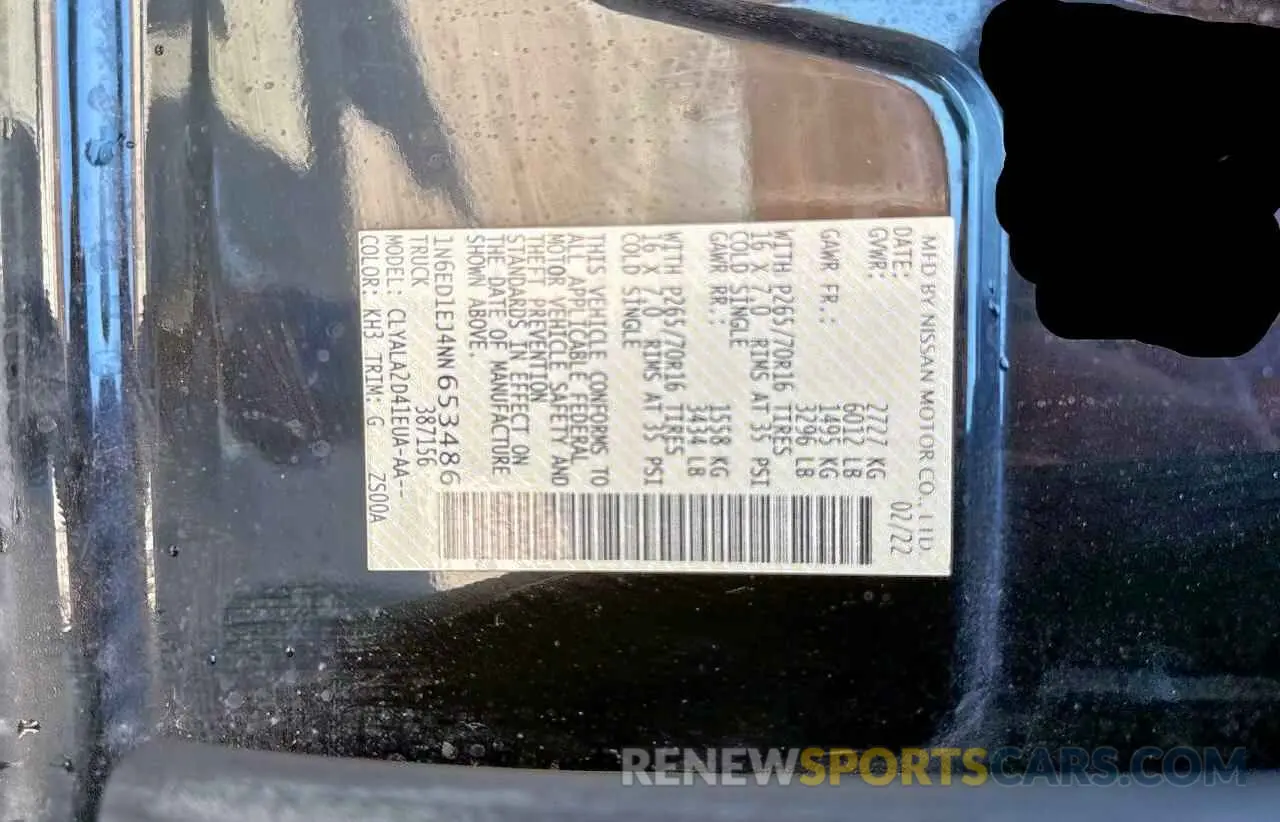 MFD BY NISSAN MOTOR CO., LTD
DATE: 02/22
GVWR: 2727 KG
6012 LB
GAWR FR.: 1495 KG
3296 LB
WITH P265/70R16 TIRES
16 X 7.0 RIMS AT 35 PSI
COLD SINGLE
GAWR RR.: 1558 KG
3434 LB
WITH P265/70R16 TIRES
16 X 7.0 RIMS AT 35 PSI
COLD SINGLE
THIS VEHICLE CONFORMS TO
ALL APPLICABLE FEDERAL
MOTOR VEHICLE SAFETY AND
THEFT PREVENTION
STANDARDS IN EFFECT ON
THE DATE OF MANUFACTURE
SHOWN ABOVE.
1N6ED1EJ4NN653486
TRUCK 387156
MODEL: CLYALA2D41EUA-AA--
COLOR: KH3 TRIM: G ZS00A
RENEWSPORTSCARS.COM